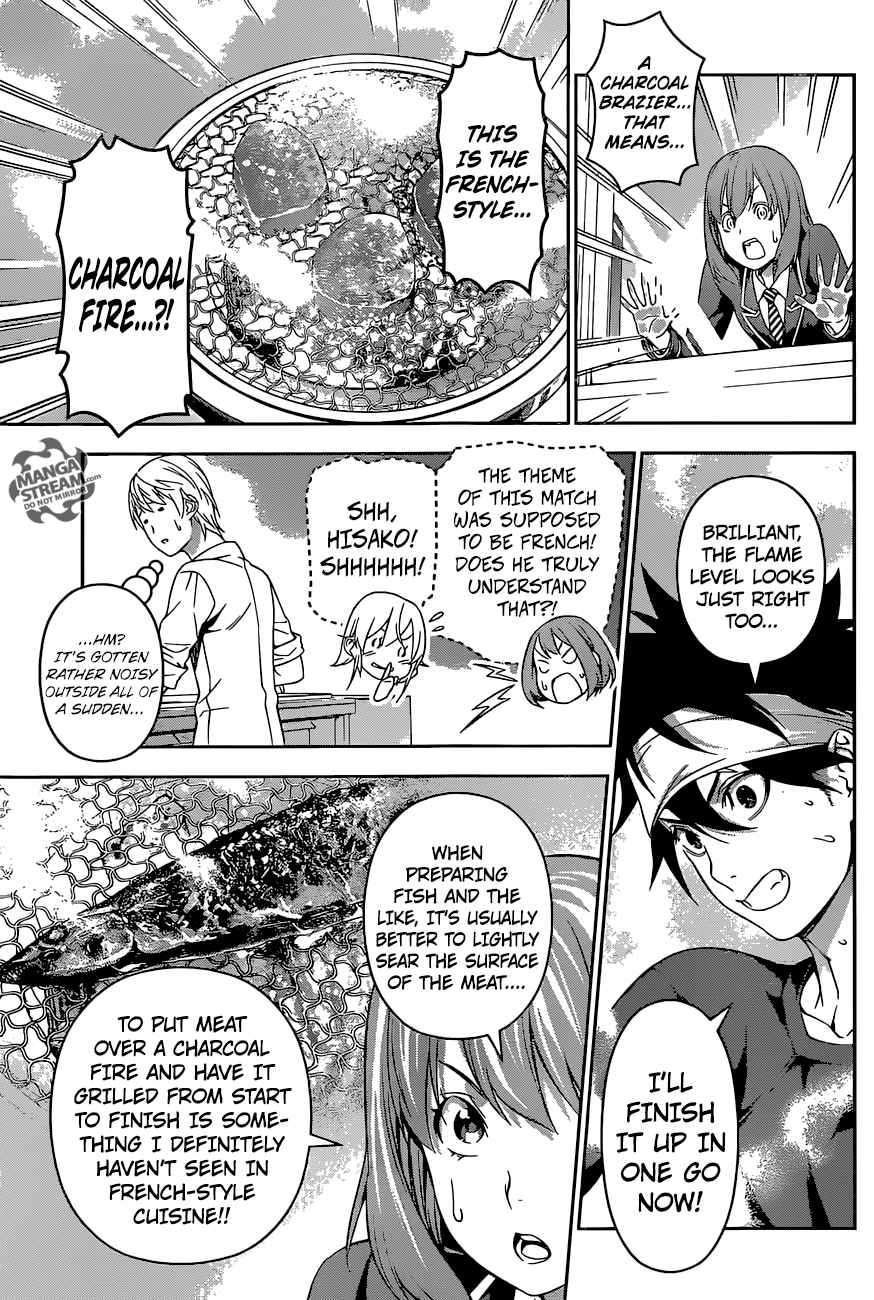 A
CHARCOAL
BRAZIER...
THAT
MEANS...
THIS
IS THE
FRENCH-
STYLE...
CHARCOAL
FIRE...?!
BRILLIANT,
THE FLAME
LEVEL LOOKS
JUST RIGHT
TOO...
I'LL
FINISH
IT UP IN
ONE GO
NOW!
THE THEME
OF THIS MATCH
WAS SUPPOSED
TO BE FRENCH!
DOES HE TRULY
UNDERSTAND
THAT?!
SHH,
HISAKO!
SHHHHHH!
...HM?
IT'S GOTTEN
RATHER NOISY
OUTSIDE ALL OF
A SUDDEN...
MANGA
STREAM.com
DO NOT MIRROR
WHEN
PREPARING
FISH AND THE
LIKE, IT'S USUALLY
BETTER TO LIGHTLY
SEAR THE SURFACE
OF THE MEAT....
TO PUT MEAT
OVER A CHARCOAL
FIRE AND HAVE IT
GRILLED FROM START
TO FINISH IS SOME-
THING I DEFINITELY
HAVEN'T SEEN IN
FRENCH-STYLE
CUISINE!!